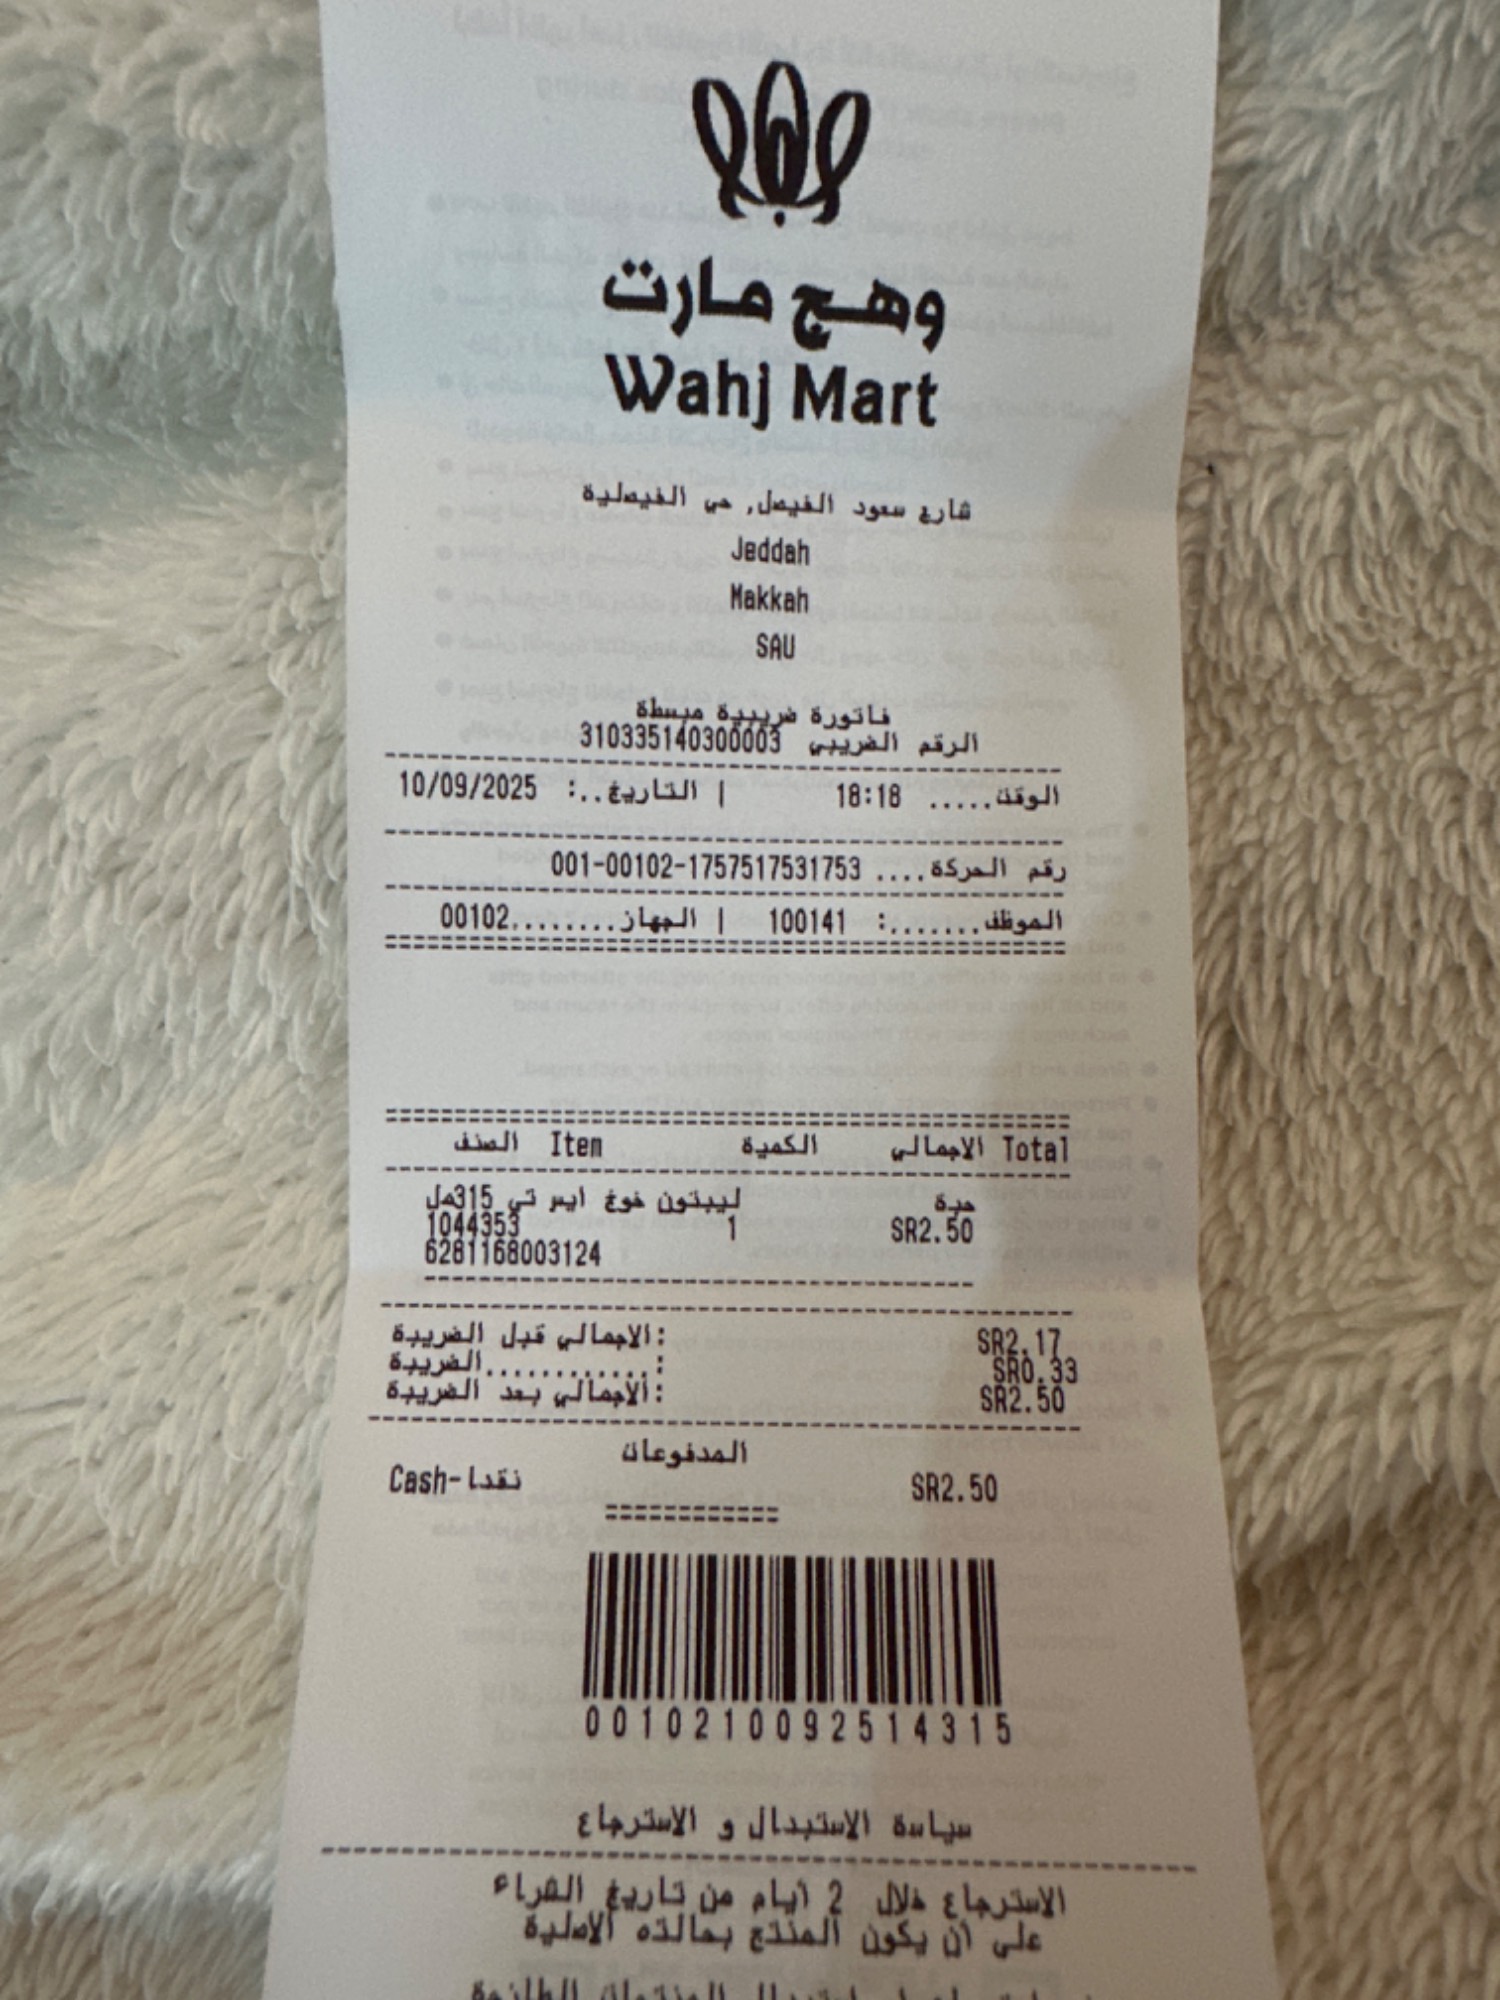 وهج مارت
Wahj Mart
شارع سعود الفيصل, حي الفيصلية
Jeddah
Makkah
SAU
فاتورة ضريبية مبسطة
الرقم الضريبي 310335140300003
الوقت..... 18:18 | التاريخ..: 10/09/2025
رقم الحركة.... 001-00102-1757517531753
الموظف.......: 100141 | الجهاز........00102
الصنف Item الكمية الاجمالي Total
ليبتون خوخ ايس تي 315مل حبة
1044353 1 SR2.50
6281168003124
الاجمالي قبل الضريبة: SR2.17
الضريبة............: SR0.33
الاجمالي بعد الضريبة: SR2.50
المدفوعات
Cash-نقدا SR2.50
0010210092514315
سياسة الاستبدال و الاسترجاع
الاسترجاع خلال 2 أيام من تاريخ الشراء
على أن يكون المنتج بحالته الأصلية
استبدال المنتجات الطازجة